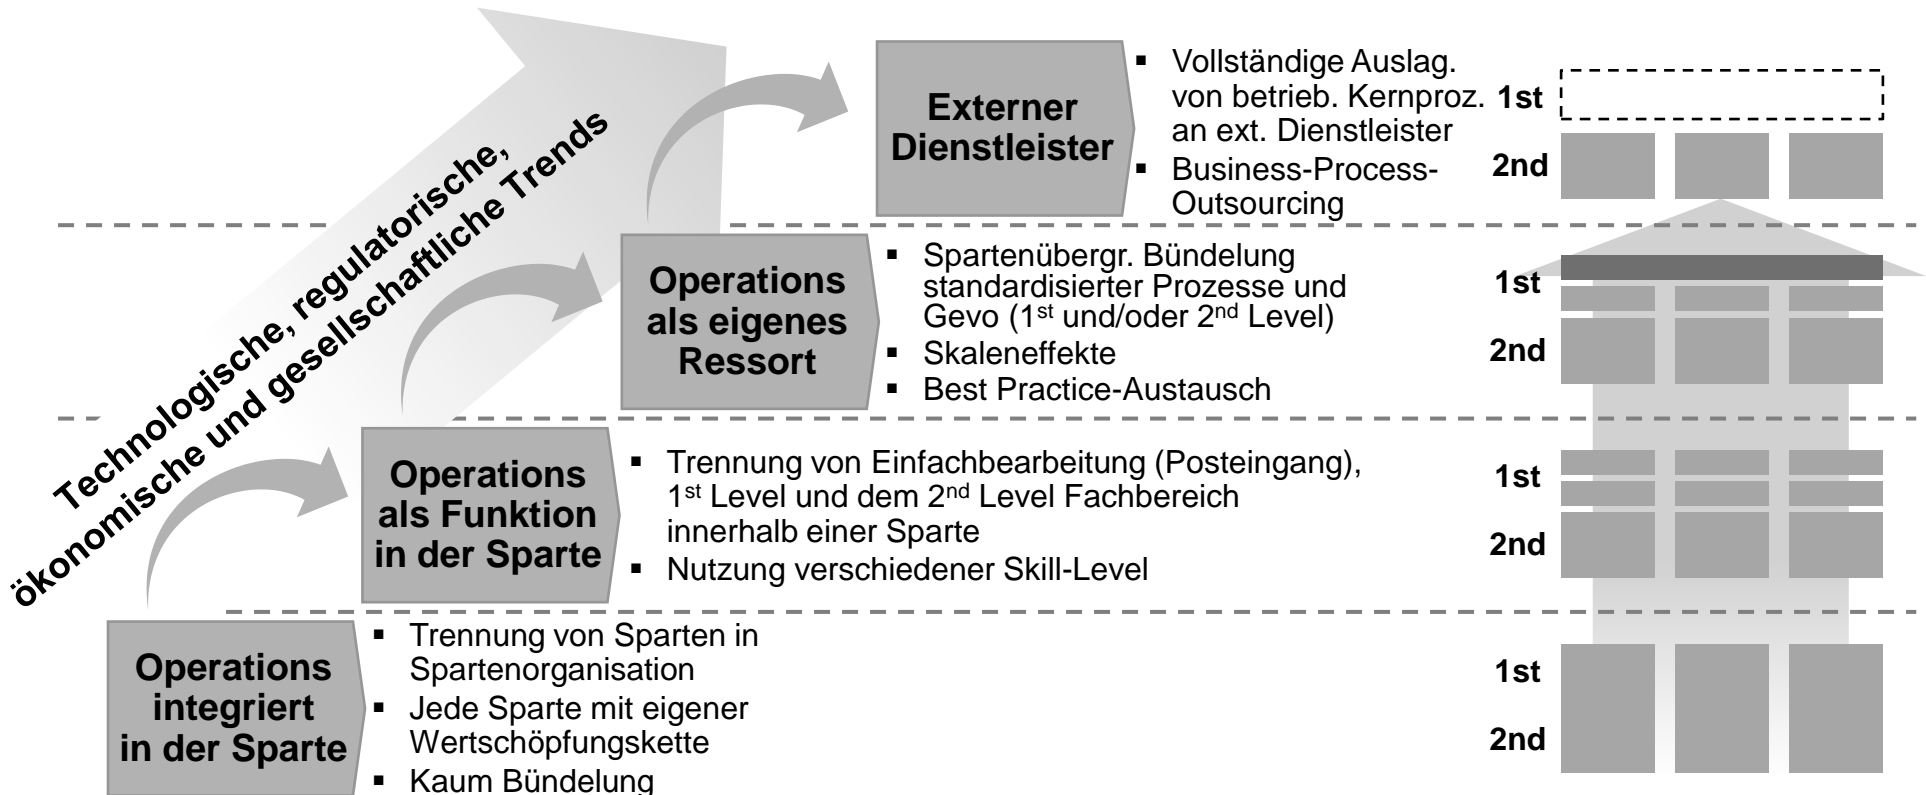 Technologische, regulatorische,
ökonomische und gesellschaftliche Trends
Externer
Dienstleister
▪ Vollständige Auslag.
von betrieb. Kernproz.
an ext. Dienstleister
▪ Business-Process-
Outsourcing
1st
2nd
Operations
als eigenes
Ressort
▪ Spartenübergr. Bündelung
standardisierter Prozesse und
Gevo (1st und/oder 2nd Level)
▪ Skaleneffekte
▪ Best Practice-Austausch
1st
2nd
Operations
als Funktion
in der Sparte
▪ Trennung von Einfachbearbeitung (Posteingang),
1st Level und dem 2nd Level Fachbereich
innerhalb einer Sparte
▪ Nutzung verschiedener Skill-Level
1st
2nd
Operations
integriert
in der Sparte
▪ Trennung von Sparten in
Spartenorganisation
▪ Jede Sparte mit eigener
Wertschöpfungskette
▪ Kaum Bündelung
1st
2nd